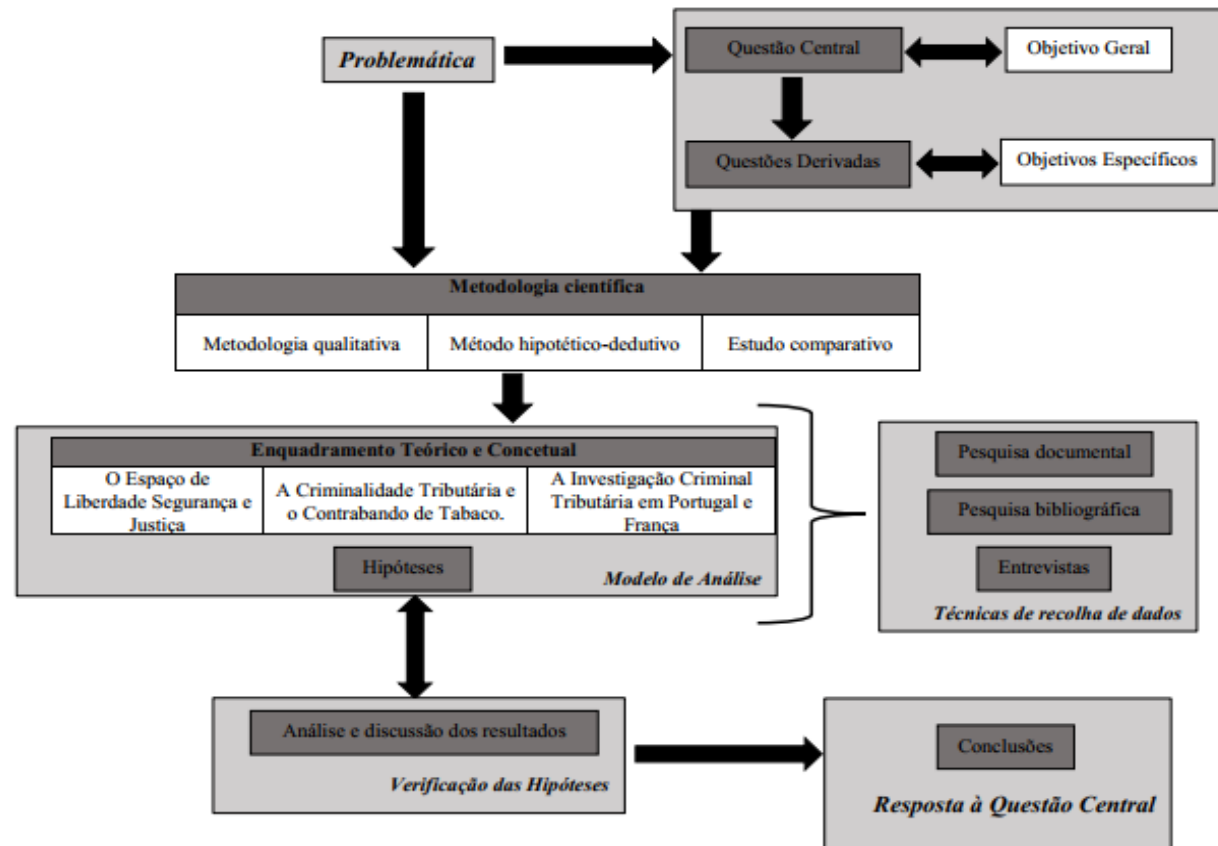 Problemática
Questão Central
Objetivo Geral
Questões Derivadas
Objetivos Específicos
Metodologia científica
Metodologia qualitativa
Método hipotético-dedutivo
Estudo comparativo
Enquadramento Teórico e Concetual
O Espaço de
Liberdade Segurança e
Justiça
A Criminalidade Tributária e
o Contrabando de Tabaco.
A Investigação Criminal
Tributária em Portugal e
França
Hipóteses
Modelo de Análise
Pesquisa documental
Pesquisa bibliográfica
Entrevistas
Técnicas de recolha de dados
Análise e discussão dos resultados
Verificação das Hipóteses
Conclusões
Resposta à Questão Central